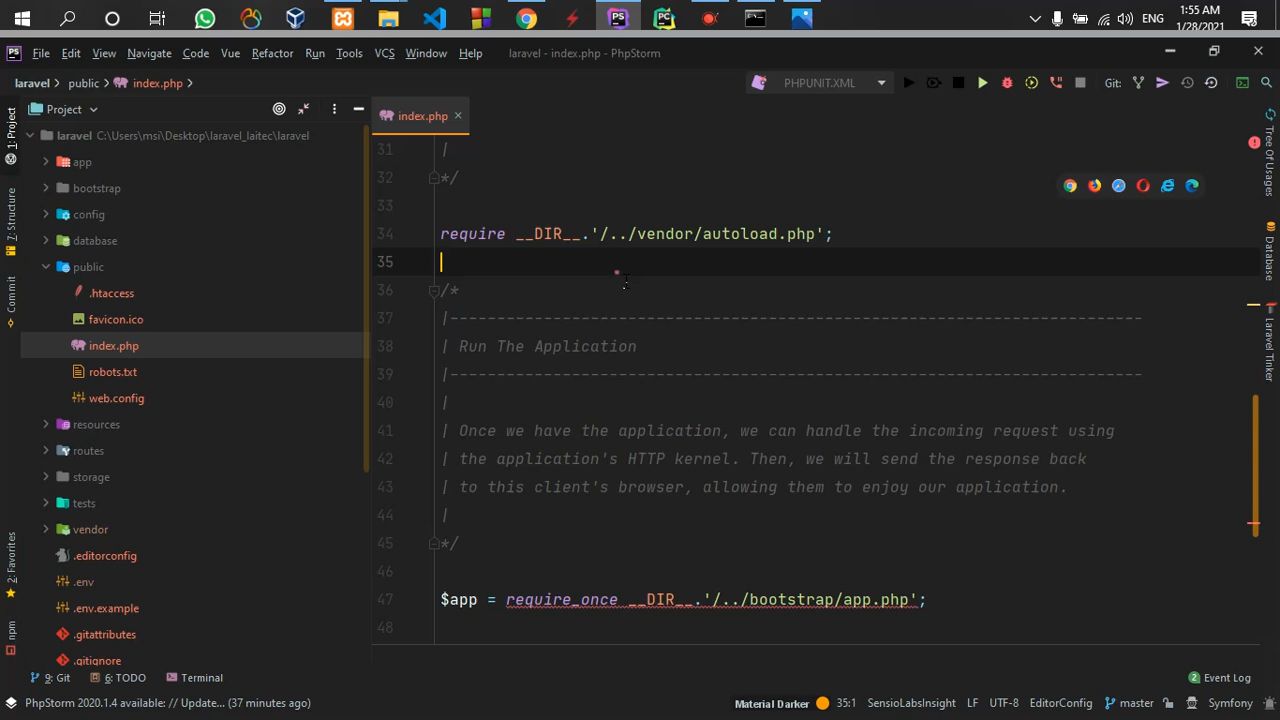 1:55 AM
ENG
1/28/2021
File Edit View Navigate Code Vue Refactor Run Tools VCS Window Help laravel - index.php - PhpStorm
laravel public index.php
PHPUNIT.XML
Git:
Project
index.php
1: Project
7: Structure
Commit
2: Favorites
npm
laravel C:\Users\msi\Desktop\laravel_laitec\laravel
app
bootstrap
config
database
public
.htaccess
favicon.ico
index.php
robots.txt
web.config
resources
routes
storage
tests
vendor
.editorconfig
.env
.env.example
.gitattributes
.gitignore
31 |
32 */
33
34 require __DIR__.'/../vendor/autoload.php';
35
36 /*
37 |--------------------------------------------------------------------------
38 | Run The Application
39 |--------------------------------------------------------------------------
40 |
41 | Once we have the application, we can handle the incoming request using
42 | the application's HTTP kernel. Then, we will send the response back
43 | to this client's browser, allowing them to enjoy our application.
44 |
45 */
46
47 $app = require_once __DIR__.'/../bootstrap/app.php';
48
Tree Of Usages
Database
Laravel Tinker
9: Git
6: TODO
Terminal
2 Event Log
PhpStorm 2020.1.4 available: // Update... (37 minutes ago)
Material Darker 35:1 SensioLabsInsight LF UTF-8 EditorConfig master Symfony